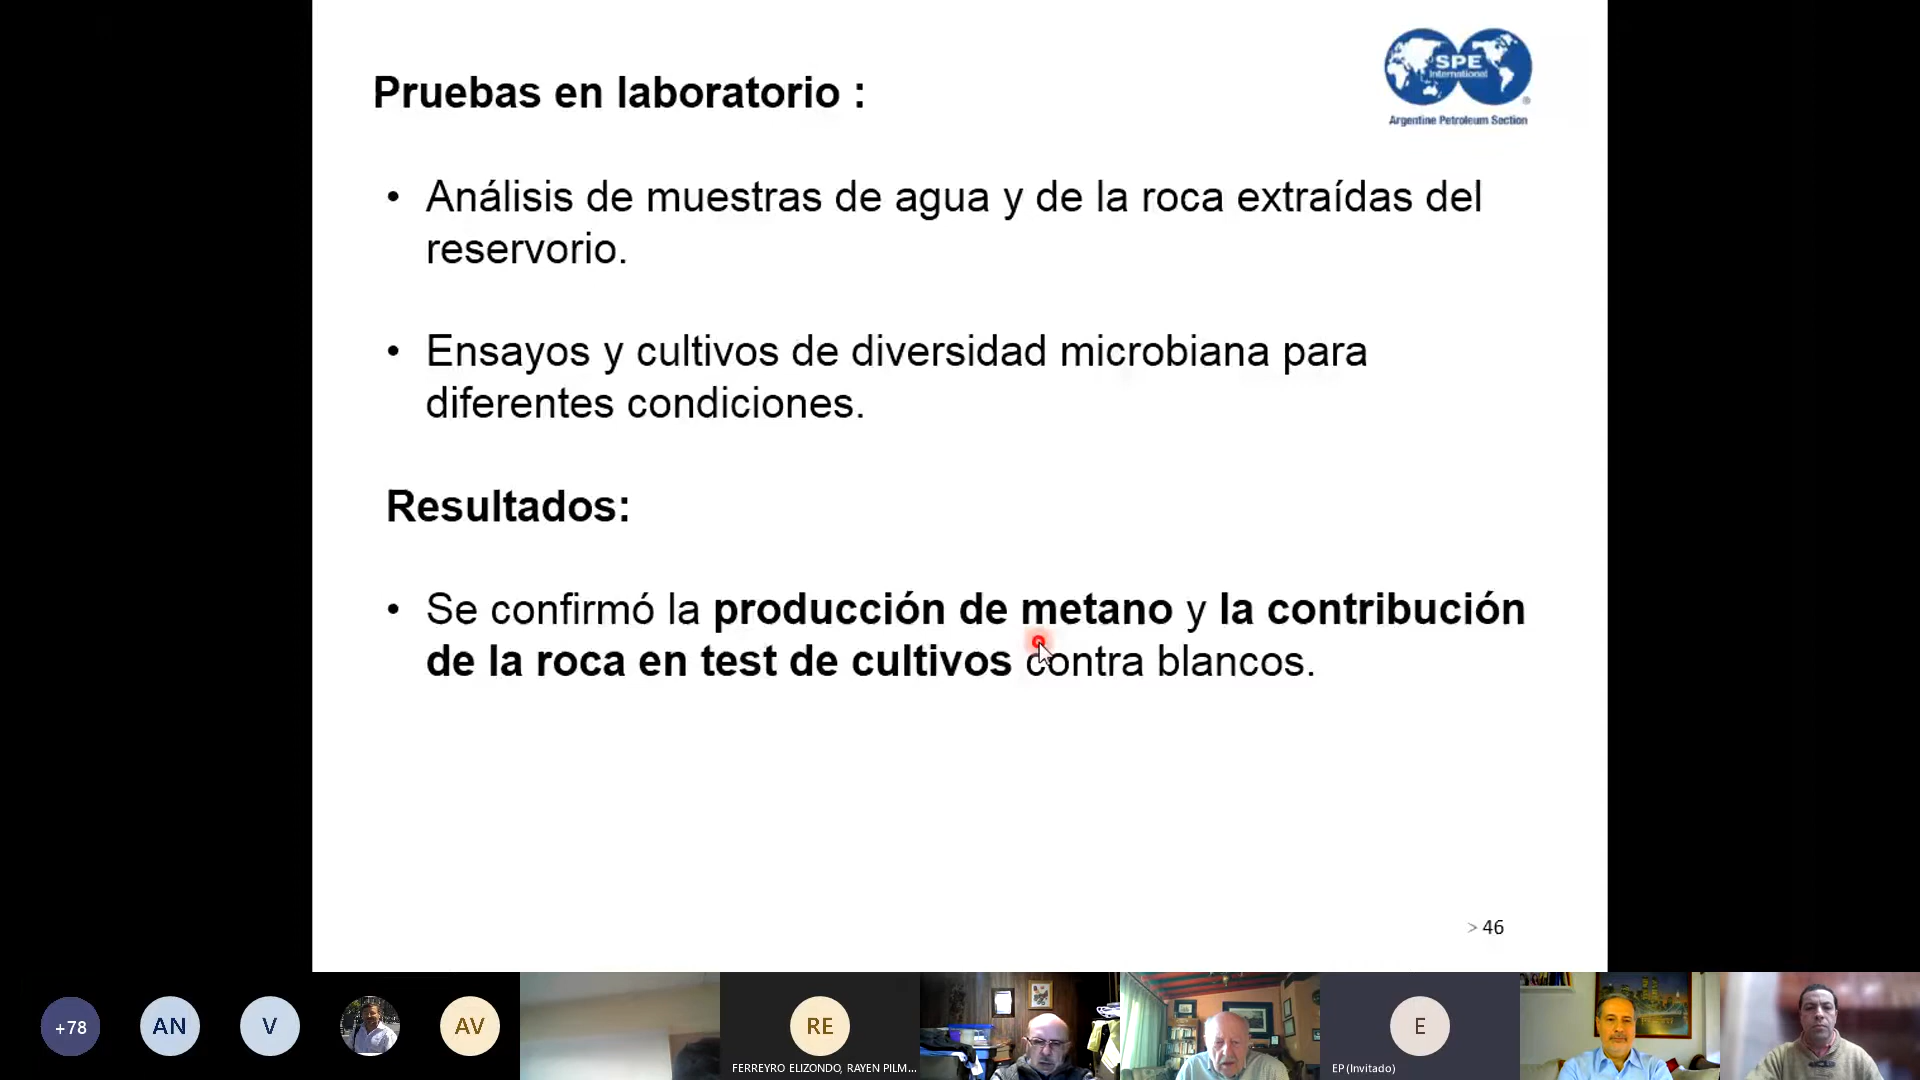 SPE
International
Argentine Petroleum Section
Pruebas en laboratorio :
• Análisis de muestras de agua y de la roca extraídas del
reservorio.
• Ensayos y cultivos de diversidad microbiana para
diferentes condiciones.
Resultados:
• Se confirmó la producción de metano y la contribución
de la roca en test de cultivos contra blancos.
> 46
+78
AN
V
AV
RE
FERREYRO ELIZONDO, RAYEN PILM...
E
EP (Invitado)